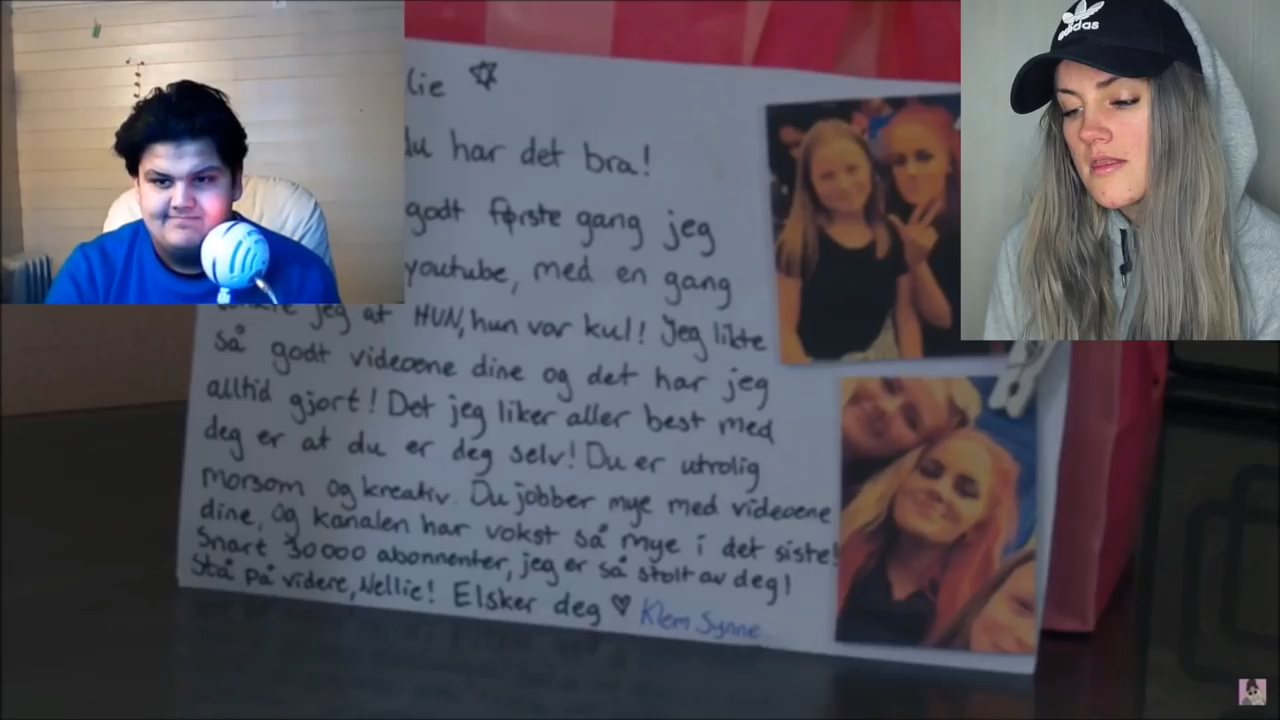 adidas
lie
du har det bra!
godt første gang jeg
youtube, med en gang
jeg at HUN, hun var kul! Jeg likte
så godt videoene dine og det har jeg
alltid gjort! Det jeg liker aller best med
deg er at du er deg selv! Du er utrolig
morsom og kreativ. Du jobber mye med videoene
dine, og kanalen har vokst så mye i det siste!
Snart 30000 abonnenter, jeg er så stolt av deg!
Stå på videre, Nellie! Elsker deg ♡ Klem Synne